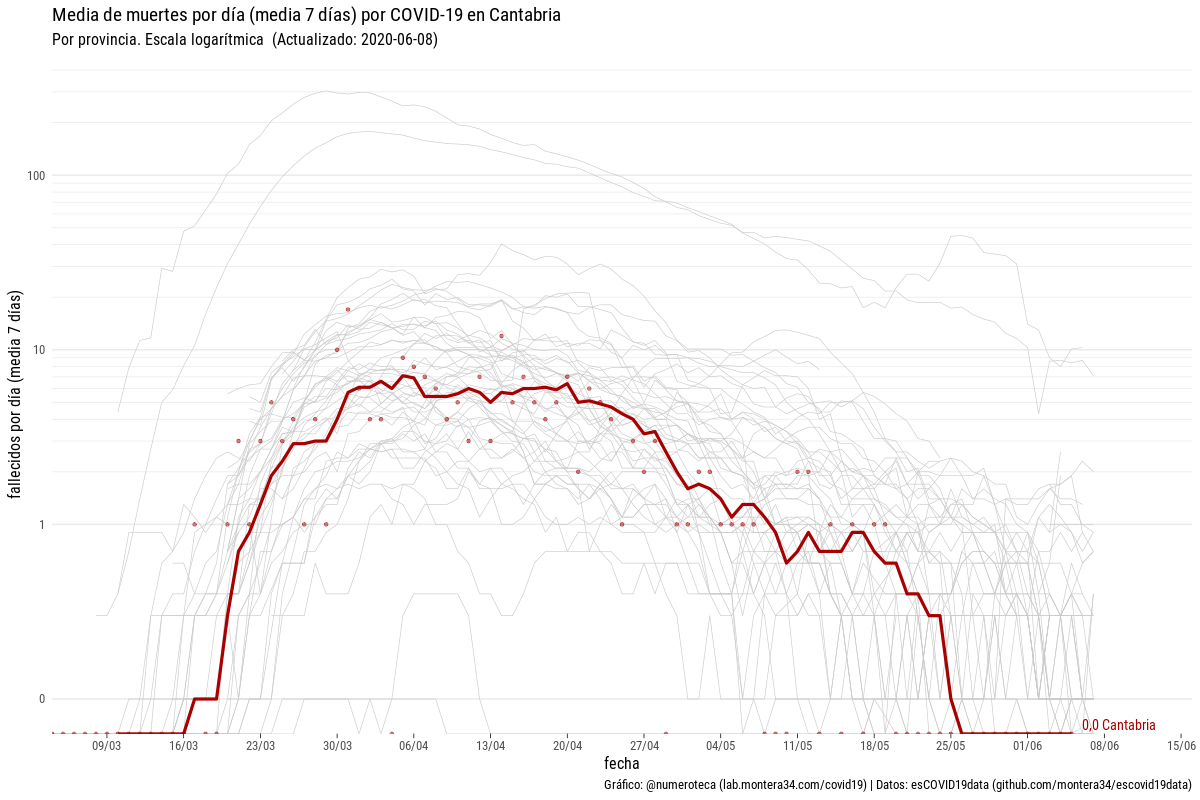 Media de muertes por día (media 7 días) por COVID-19 en Cantabria
Por provincia. Escala logarítmica (Actualizado: 2020-06-08)
fallecidos por día (media 7 días)
100
10
1
0
0,0 Cantabria
09/03 16/03 23/03 30/03 06/04 13/04 20/04 27/04 04/05 11/05 18/05 25/05 01/06 08/06 15/06
fecha
Gráfico: @numeroteca (lab.montera34.com/covid19) | Datos: esCOVID19data (github.com/montera34/escovid19data)